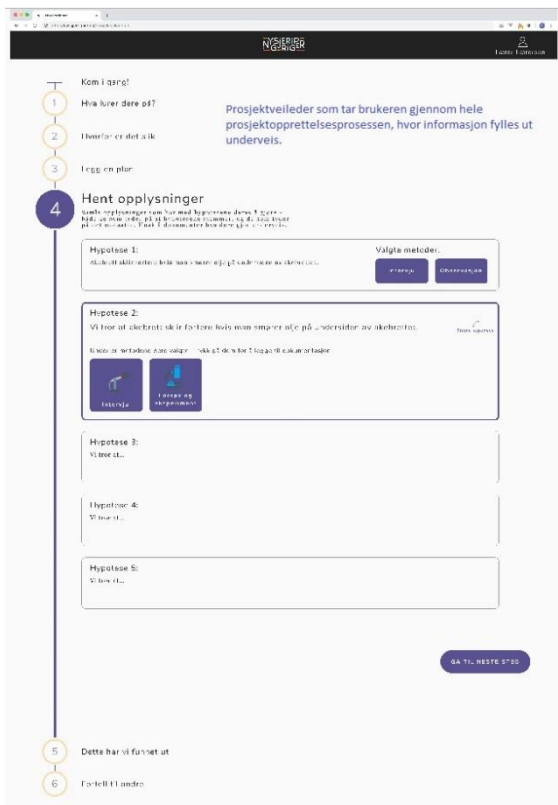 NYSGJERRIGPER
Kom i gang!
1 Hva lurer dere på?
Prosjektveileder som tar brukeren gjennom hele
prosjektopprettelsesprosessen, hvor informasjon fylles ut
underveis.
2 Hvorfor er det slik
3 Legg en plan
4 Hent opplysninger
Hypotese 1:
Valgte metoder:
Intervju
Observasjon
Hypotese 2:
Vi tror at akebrett sklir fortere hvis man smører olje på undersiden av akebrettet.
Intervju
Forsøk og
eksperiment
Hypotese 3:
Vi tror at...
Hypotese 4:
Vi tror at...
Hypotese 5:
Vi tror at...
GÅ TIL NESTE STEG
5 Dette har vi funnet ut
6 Fortell til andre